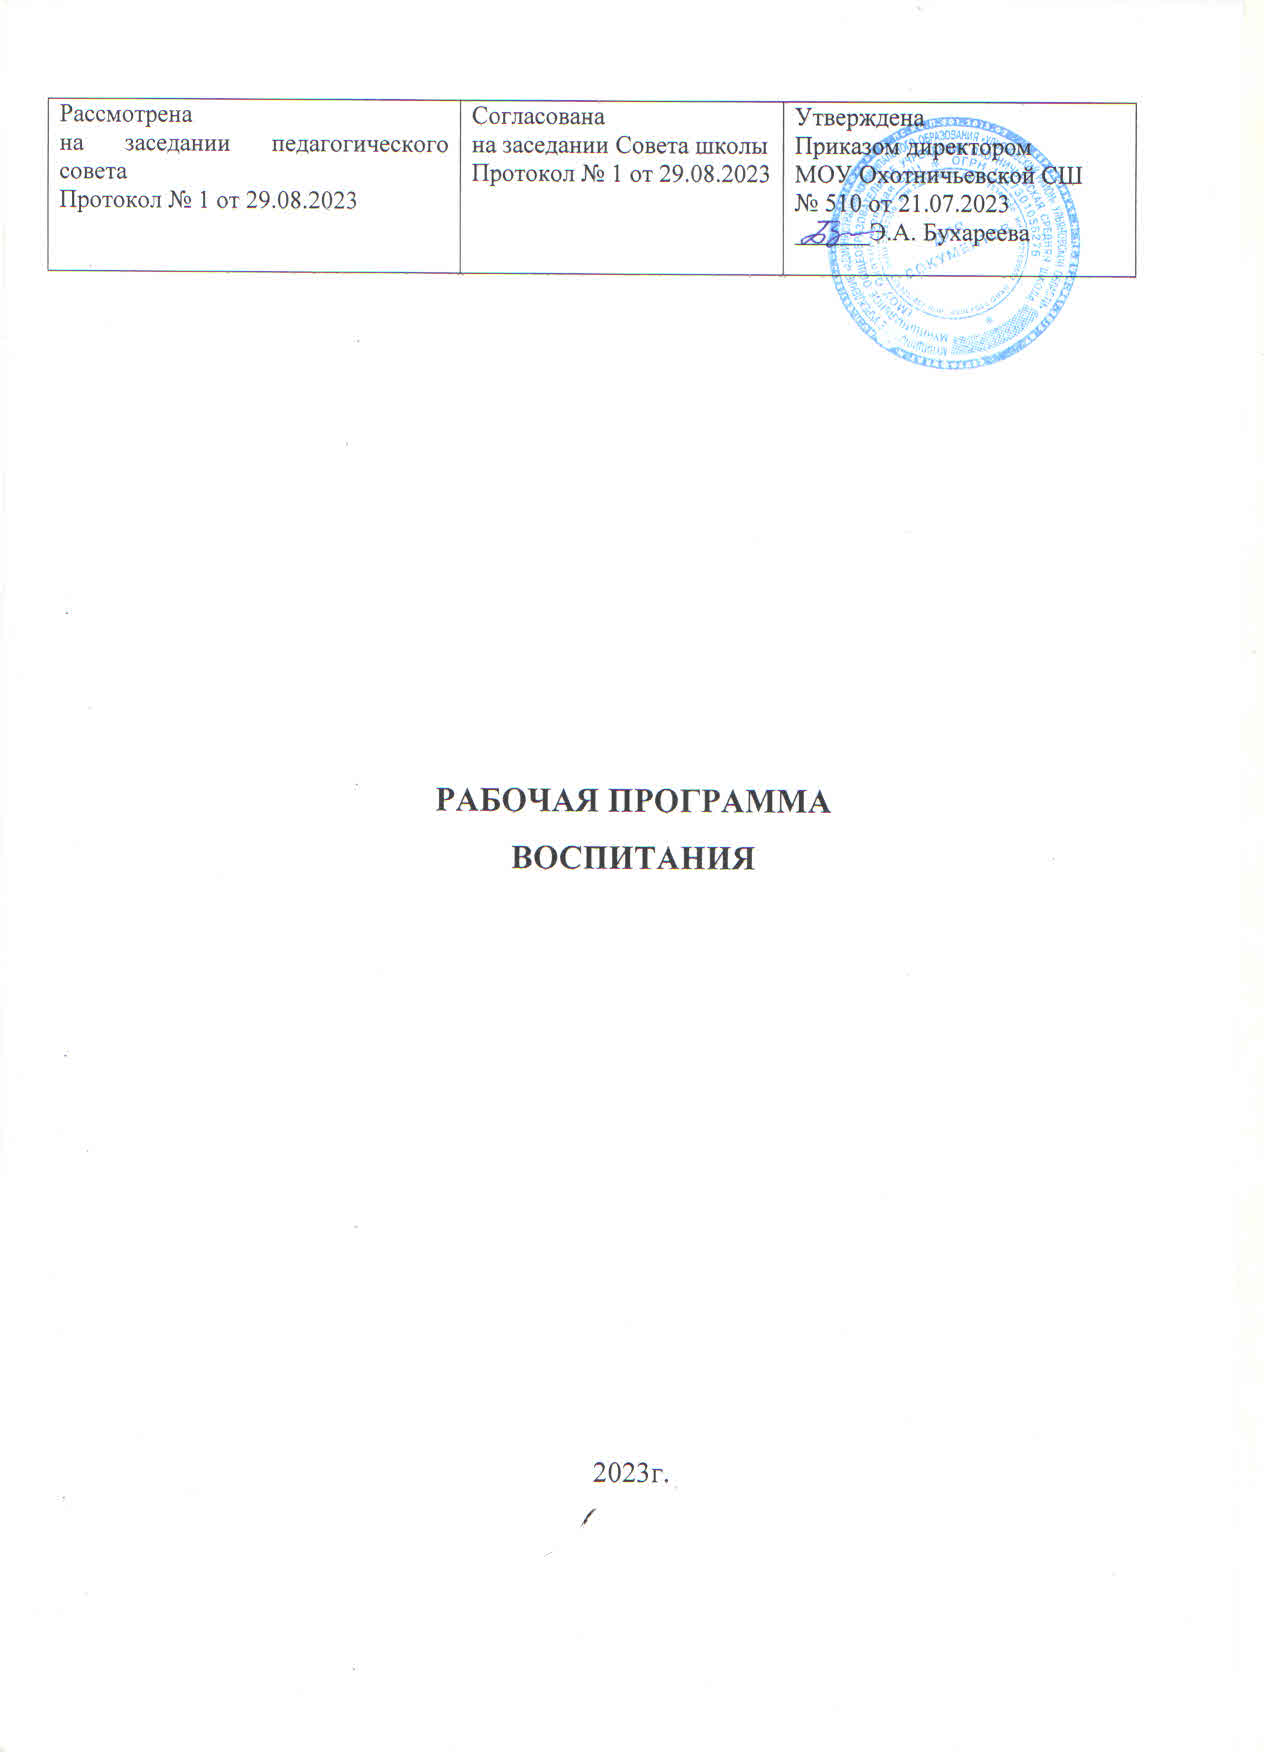 Рассмотрена
на заседании педагогического
совета
Протокол № 1 от 29.08.2023
Согласована
на заседании Совета школы
Протокол № 1 от 29.08.2023
Утверждена
Приказом директором
МОУ Охотничьевской СШ
№ 510 от 21.07.2023
Э.А. Бухареева
РАБОЧАЯ ПРОГРАММА
ВОСПИТАНИЯ
2023г.